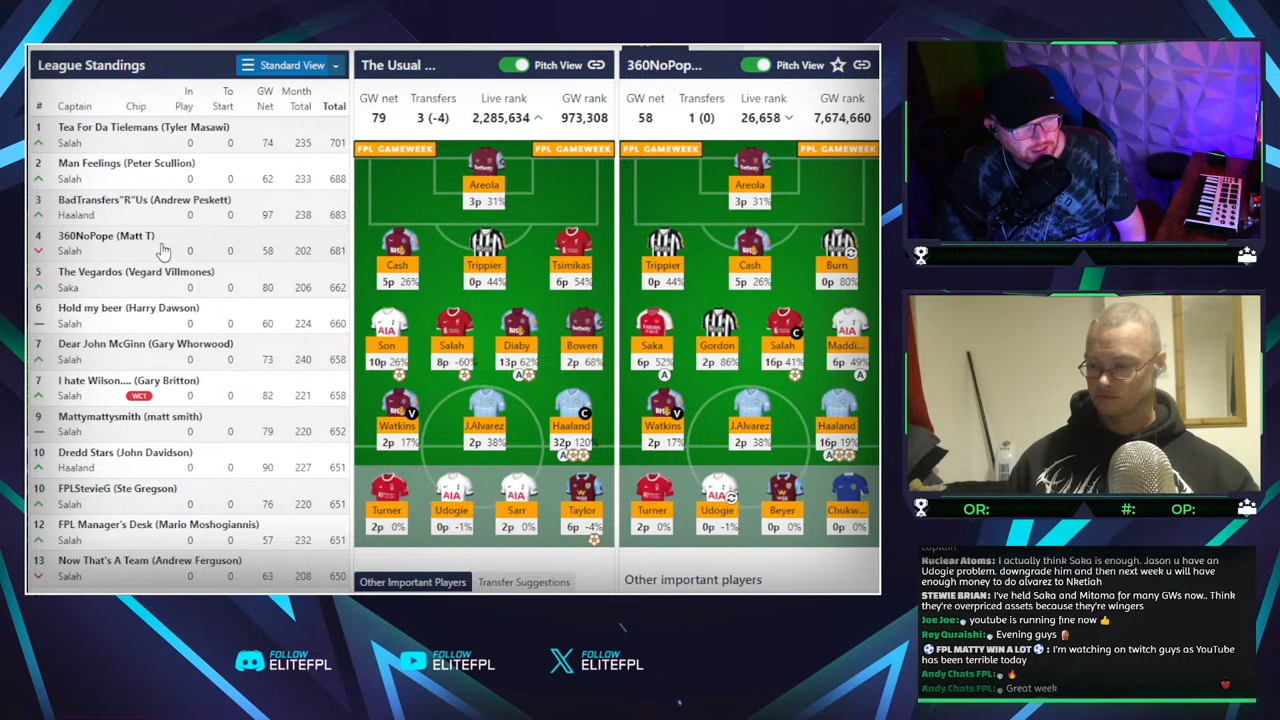 League Standings
Standard View
# Captain Chip In Play To Start GW Net Month Total Total
1 Tea For Da Tielemans (Tyler Masawi)
Salah 0 0 74 235 701
2 Man Feelings (Peter Scullion)
Salah 0 0 62 233 688
3 BadTransfers"R"Us (Andrew Peskett)
Haaland 0 0 97 238 683
4 360NoPope (Matt T)
Salah 0 0 58 202 681
5 The Vegardos (Vegard Villmones)
Saka 0 0 80 206 662
6 Hold my beer (Harry Dawson)
Salah 0 0 60 224 660
7 Dear John McGinn (Gary Whorwood)
Salah 0 0 73 240 658
7 I hate Wilson.... (Gary Britton)
Salah WC1 0 0 82 221 658
9 Mattymattysmith (matt smith)
Salah 0 0 79 220 652
10 Dredd Stars (John Davidson)
Haaland 0 0 90 227 651
10 FPLStevieG (Ste Gregson)
Salah 0 0 76 220 651
12 FPL Manager's Desk (Mario Moshogiannis)
Salah 0 0 57 232 651
13 Now That's A Team (Andrew Ferguson)
Salah 0 0 63 208 650
The Usual ... Pitch View
GW net Transfers Live rank GW rank
79 3 (-4) 2,285,634 973,308
FPL GAMEWEEK FPL GAMEWEEK
Areola
3p 31%
Cash Trippier Tsimikas
5p 26% 0p 44% 6p 54%
AIA
Son Salah Diaby Bowen
10p 26% 8p -60% 13p 62% 2p 68%
A
V C
Watkins J.Alvarez Haaland
2p 17% 2p 38% 32p 120%
A
AIA AIA
Turner Udogie Sarr Taylor
2p 0% 0p -1% 2p 0% 6p -4%
Other Important Players Transfer Suggestions
360NoPop... Pitch View
GW net Transfers Live rank GW rank
58 1 (0) 26,658 7,674,660
FPL GAMEWEEK FPL GAMEWEEK
Areola
3p 31%
Trippier Cash Burn
0p 44% 5p 26% 0p 80%
C AIA
Saka Gordon Salah Maddi...
6p 52% 2p 86% 16p 41% 6p 49%
A A
V
Watkins J.Alvarez Haaland
2p 17% 2p 38% 16p 19%
A
AIA
Turner Udogie Beyer Chukw...
2p 0% 0p -1% 0p 0% 0p 0%
Other important players
FOLLOW
ELITEFPL
FOLLOW
ELITEFPL
FOLLOW
ELITEFPL
OR: #: OP:
captain
Nuclear Atoms: I actually think Saka is enough. Jason u have an
Udogie problem. downgrade him and then next week u will have
enough money to do alvarez to Nketiah
STEWIE BRIAN: I've held Saka and Mitoma for many GWs now.. Think
they're overpriced assets because they're wingers
Joe Joe: youtube is running fine now 👍
Rey Quraishi: Evening guys
⚽ FPL MATTY WIN A LOT ⚽ : I'm watching on twitch guys as YouTube
has been terrible today
Andy Chats FPL: 🔥
Andy Chats FPL: Great week